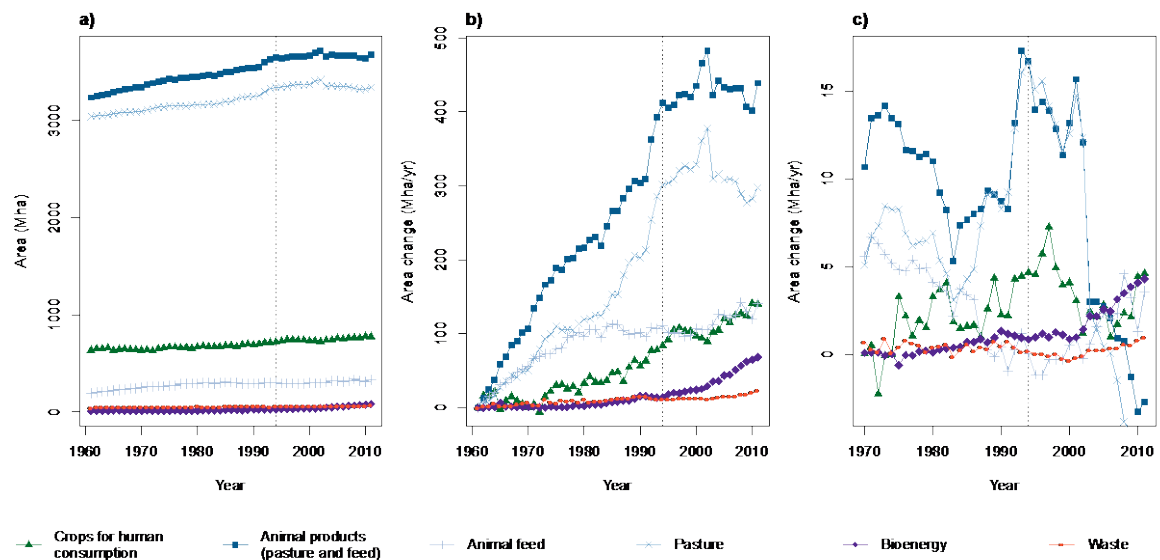 a)
Area (Mha)
3000
2000
1000
0
1960
1970
1980
1990
2000
2010
Year
b)
Area change (Mha/yr)
500
400
300
200
100
0
1960
1970
1980
1990
2000
2010
Year
c)
Area change (Mha/yr)
15
10
5
0
1970
1980
1990
2000
2010
Year
Crops for human
consumption
Animal products
(pasture and feed)
Animal feed
Pasture
Bioenergy
Waste